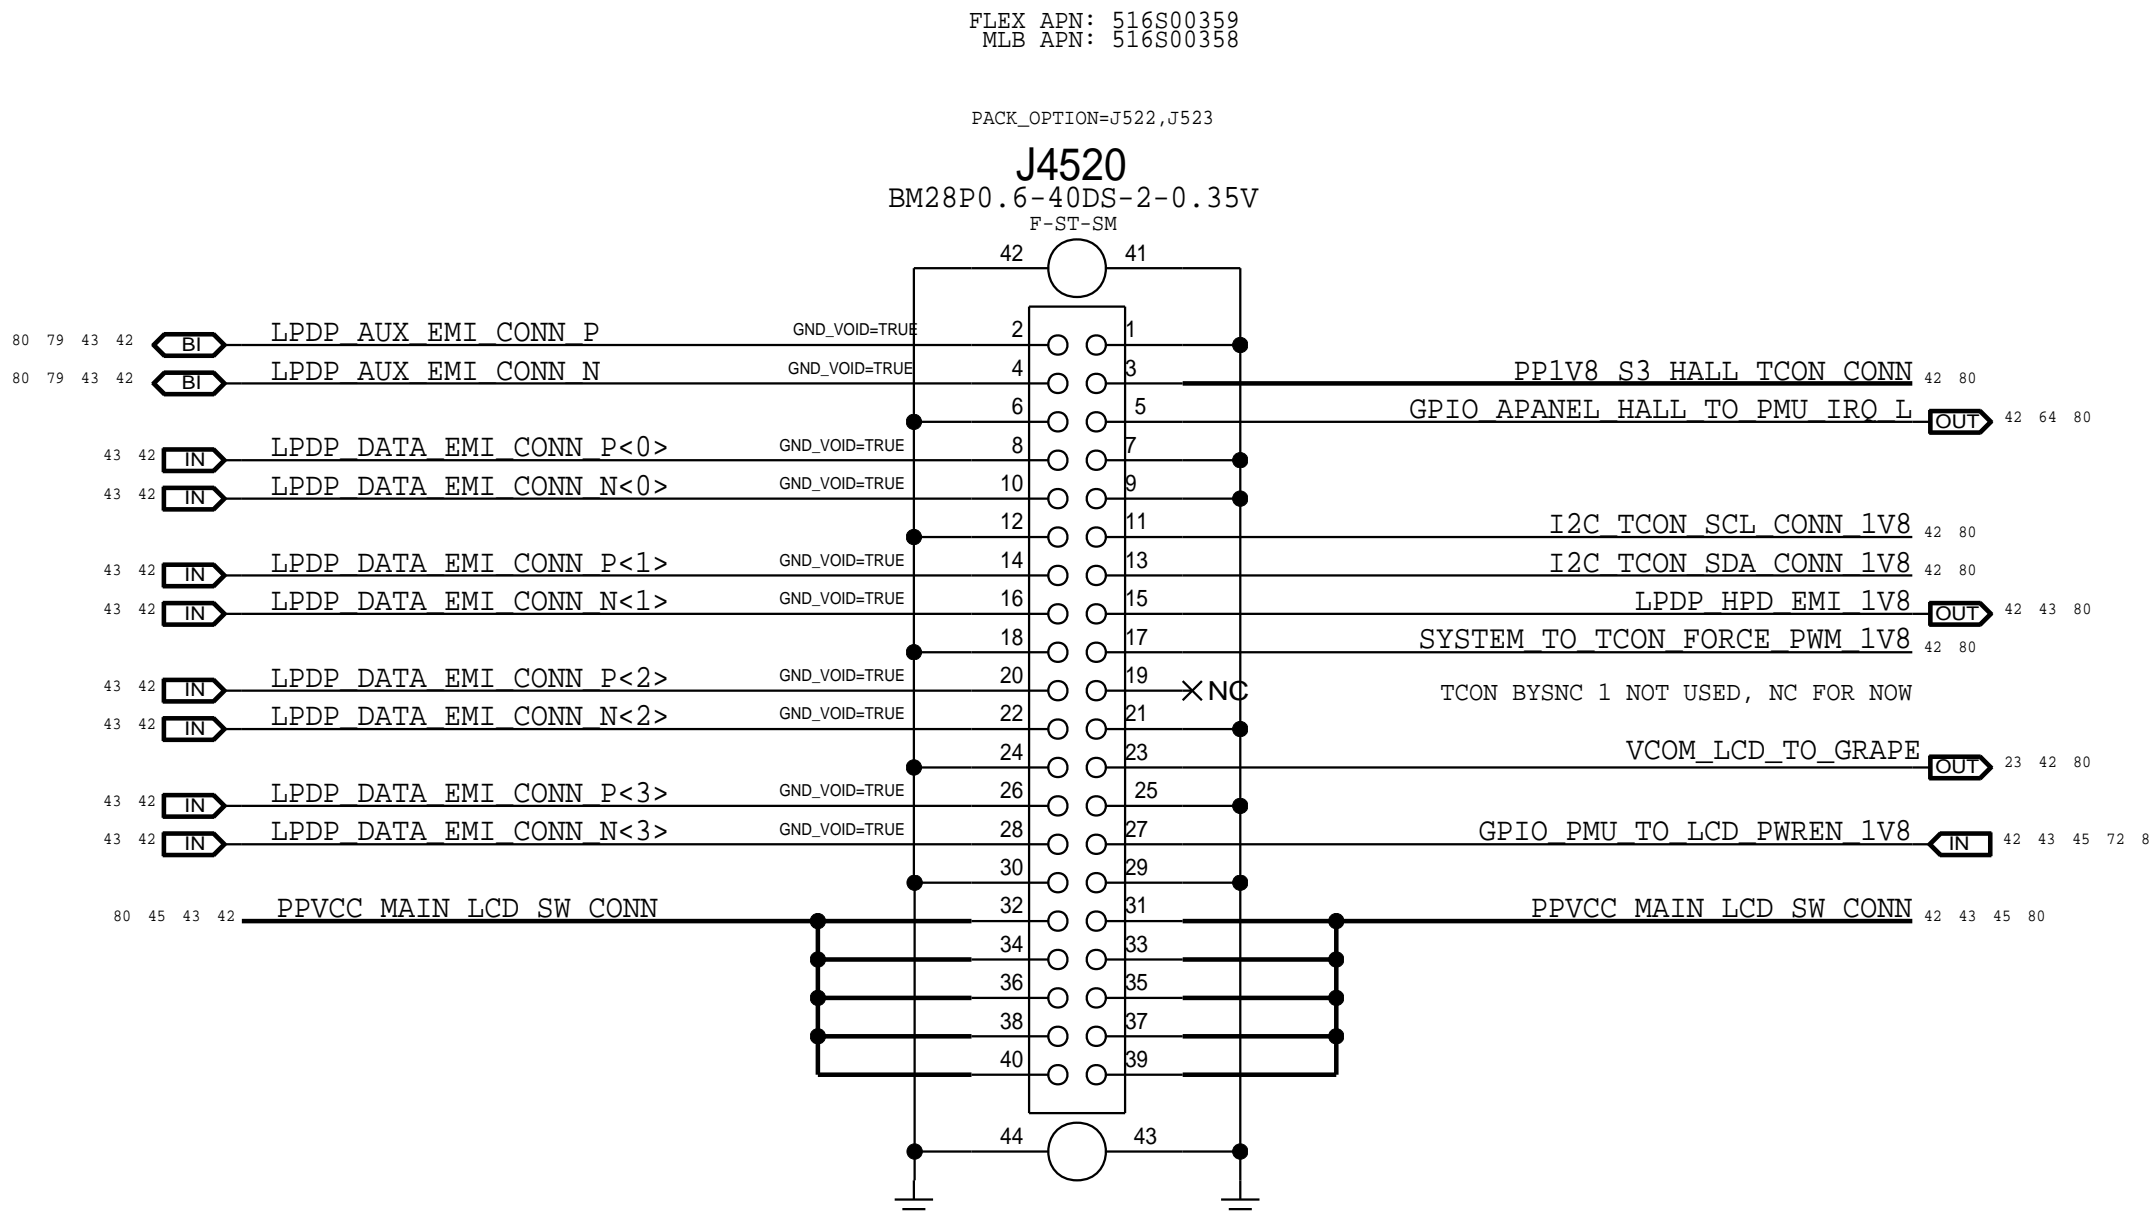 FLEX APN: 516S00359
MLB APN: 516S00358
PACK_OPTION=J522,J523
J4520
BM28P0.6-40DS-2-0.35V
F-ST-SM
42 41
80 79 43 42 BI LPDP_AUX_EMI_CONN_P GND_VOID=TRUE 2 1
80 79 43 42 BI LPDP_AUX_EMI_CONN_N GND_VOID=TRUE 4 3 PP1V8_S3_HALL_TCON_CONN 42 80
6 5 GPIO_APANEL_HALL_TO_PMU_IRQ_L OUT 42 64 80
43 42 IN LPDP_DATA_EMI_CONN_P<0> GND_VOID=TRUE 8 7
43 42 IN LPDP_DATA_EMI_CONN_N<0> GND_VOID=TRUE 10 9
12 11 I2C_TCON_SCL_CONN_1V8 42 80
43 42 IN LPDP_DATA_EMI_CONN_P<1> GND_VOID=TRUE 14 13 I2C_TCON_SDA_CONN_1V8 42 80
43 42 IN LPDP_DATA_EMI_CONN_N<1> GND_VOID=TRUE 16 15 LPDP_HPD_EMI_1V8 OUT 42 43 80
18 17 SYSTEM_TO_TCON_FORCE_PWM_1V8 42 80
43 42 IN LPDP_DATA_EMI_CONN_P<2> GND_VOID=TRUE 20 19 NC TCON BYSNC 1 NOT USED, NC FOR NOW
43 42 IN LPDP_DATA_EMI_CONN_N<2> GND_VOID=TRUE 22 21
24 23 VCOM_LCD_TO_GRAPE OUT 23 42 80
43 42 IN LPDP_DATA_EMI_CONN_P<3> GND_VOID=TRUE 26 25
43 42 IN LPDP_DATA_EMI_CONN_N<3> GND_VOID=TRUE 28 27 GPIO_PMU_TO_LCD_PWREN_1V8 IN 42 43 45 72 8
30 29
80 45 43 42 PPVCC_MAIN_LCD_SW_CONN 32 31 PPVCC_MAIN_LCD_SW_CONN 42 43 45 80
34 33
36 35
38 37
40 39
44 43